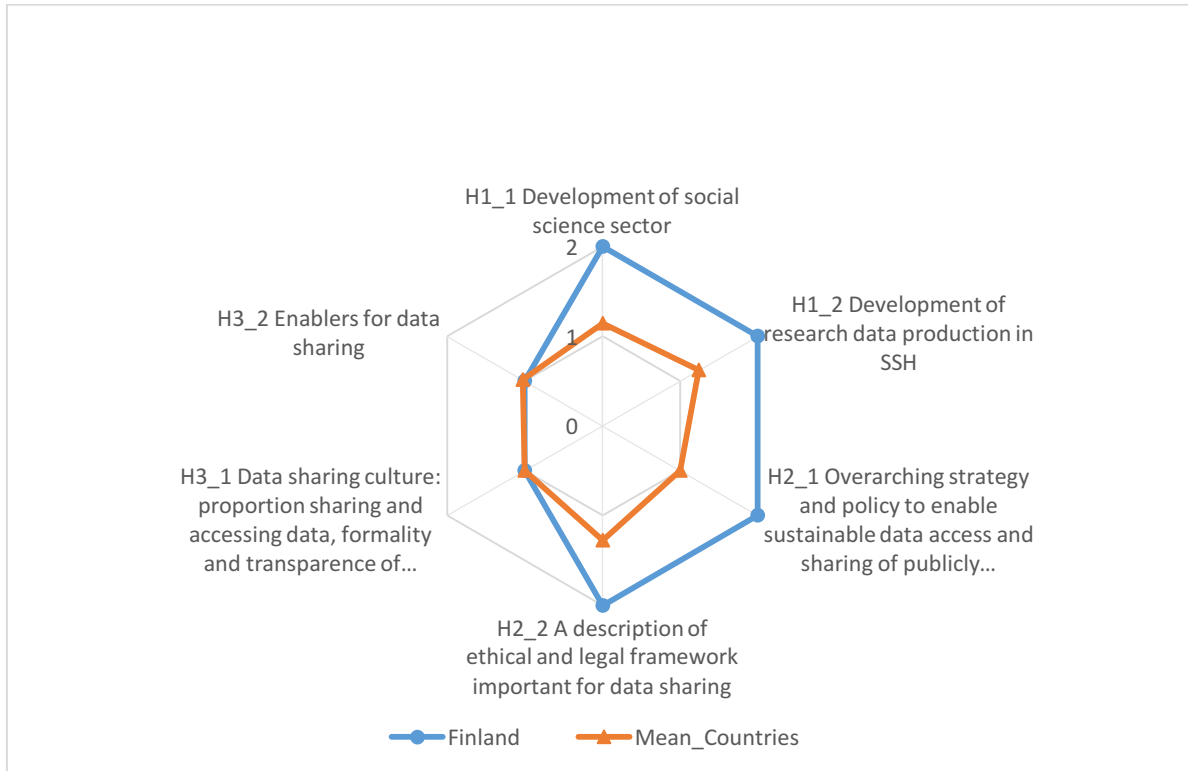 H1_1 Development of social
science sector
2
H1_2 Development of
research data production in
SSH
H3_2 Enablers for data
sharing
1
0
H3_1 Data sharing culture:
proportion sharing and
accessing data, formality
and transparence of…
H2_1 Overarching strategy
and policy to enable
sustainable data access and
sharing of publicly…
H2_2 A description of
ethical and legal framework
important for data sharing
Finland
Mean_Countries